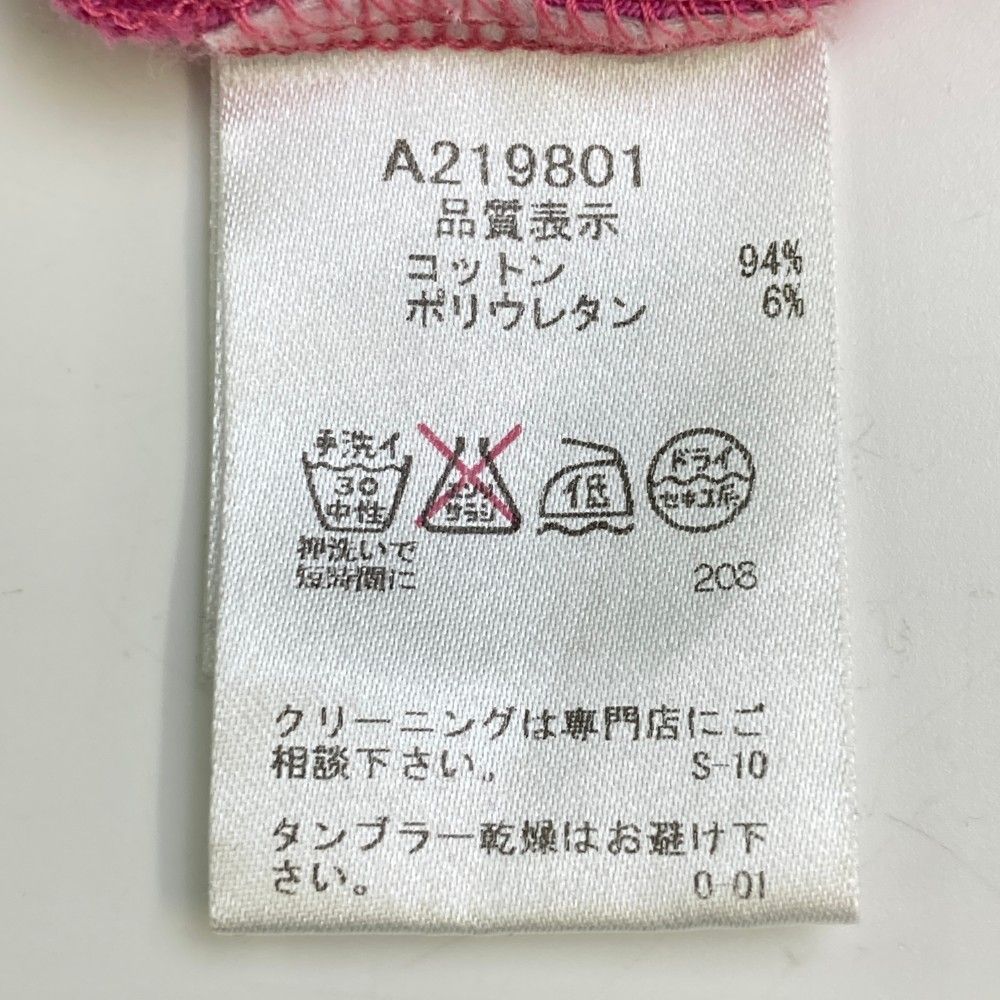 A219801
品質表示
コットン 94%
ポリウレタン 6%
手洗イ
30
中性
エンソ
サラシ
低
ドライ
セキユ系
押洗いで
短時間に
208
クリーニングは専門店にご
相談下さい。 S-10
タンブラー乾燥はお避け下
さい。 0-01